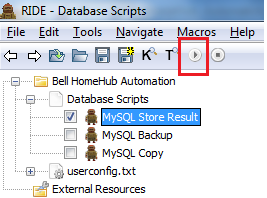 RIDE - Database Scripts
File Edit Tools Navigate Macros Help
K T
Bell HomeHub Automation
Database Scripts
MySQL Store Result
MySQL Backup
MySQL Copy
userconfig.txt
External Resources